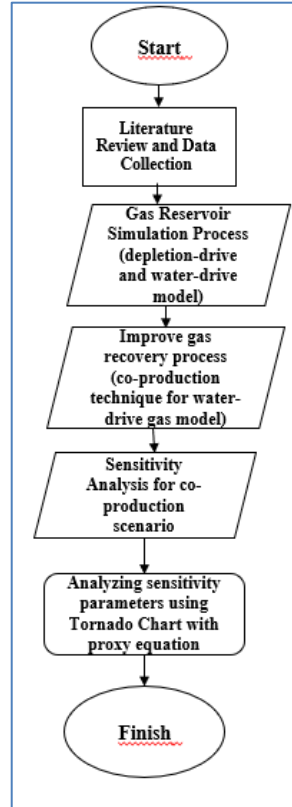 Start
Literature
Review and Data
Collection
Gas Reservoir
Simulation Process
(depletion-drive
and water-drive
model)
Improve gas
recovery process
(co-production
technique for water-
drive gas model)
Sensitivity
Analysis for co-
production
scenario
Analyzing sensitivity
parameters using
Tornado Chart with
proxy equation
Finish